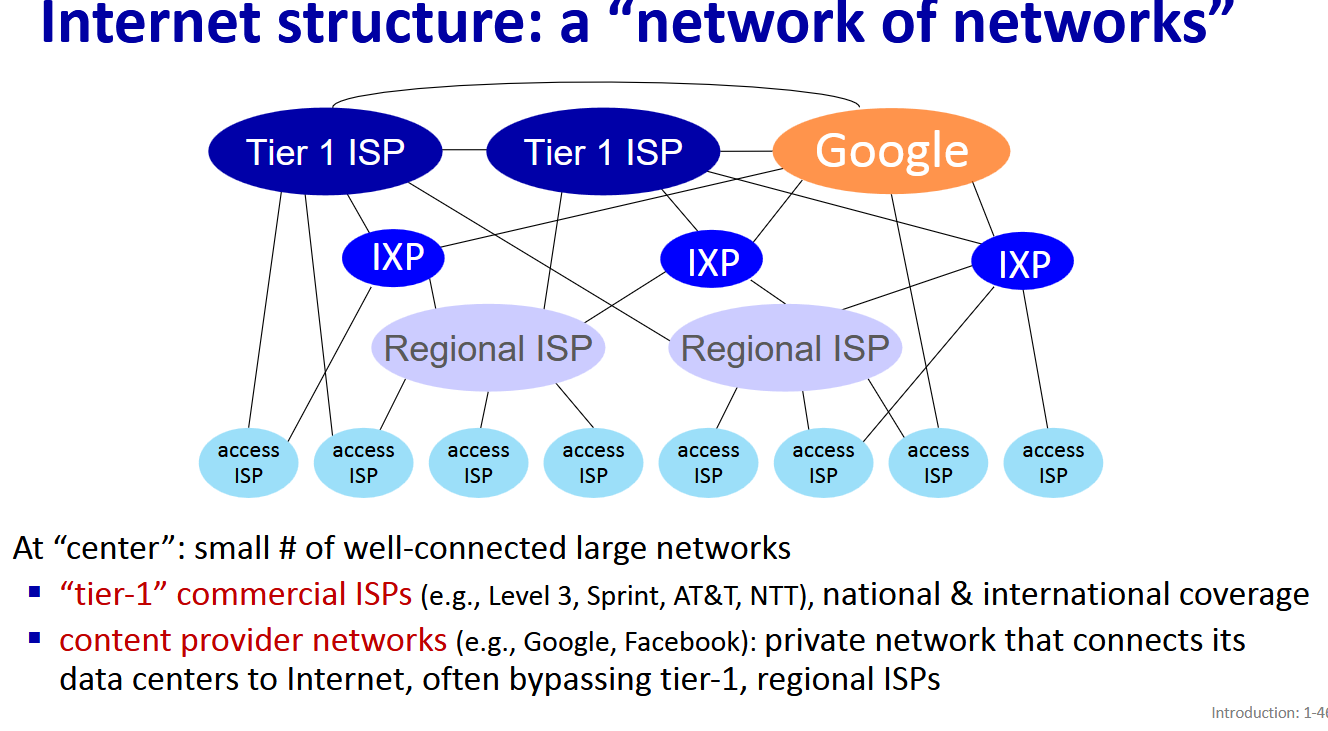 Internet structure: a “network of networks”
Tier 1 ISP
Tier 1 ISP
Google
IXP
IXP
IXP
Regional ISP
Regional ISP
access
ISP
access
ISP
access
ISP
access
ISP
access
ISP
access
ISP
access
ISP
access
ISP
At “center”: small # of well-connected large networks
▪ “tier-1” commercial ISPs (e.g., Level 3, Sprint, AT&T, NTT), national & international coverage
▪ content provider networks (e.g., Google, Facebook): private network that connects its
data centers to Internet, often bypassing tier-1, regional ISPs
Introduction: 1-46